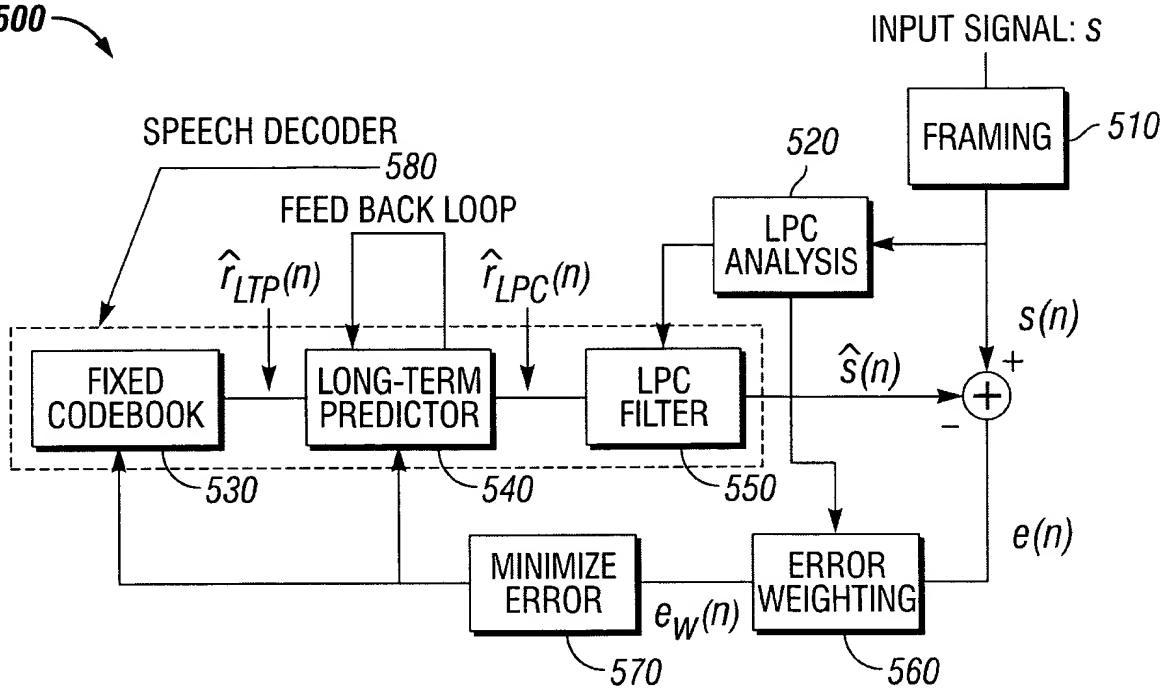 500
INPUT SIGNAL: s
FRAMING
510
SPEECH DECODER
580
520
FEED BACK LOOP
LPC
ANALYSIS
r̂LTP(n)
r̂LPC(n)
s(n)
FIXED
CODEBOOK
LONG-TERM
PREDICTOR
LPC
FILTER
ŝ(n)
+
+
−
530
540
550
e(n)
MINIMIZE
ERROR
eW(n)
ERROR
WEIGHTING
570
560